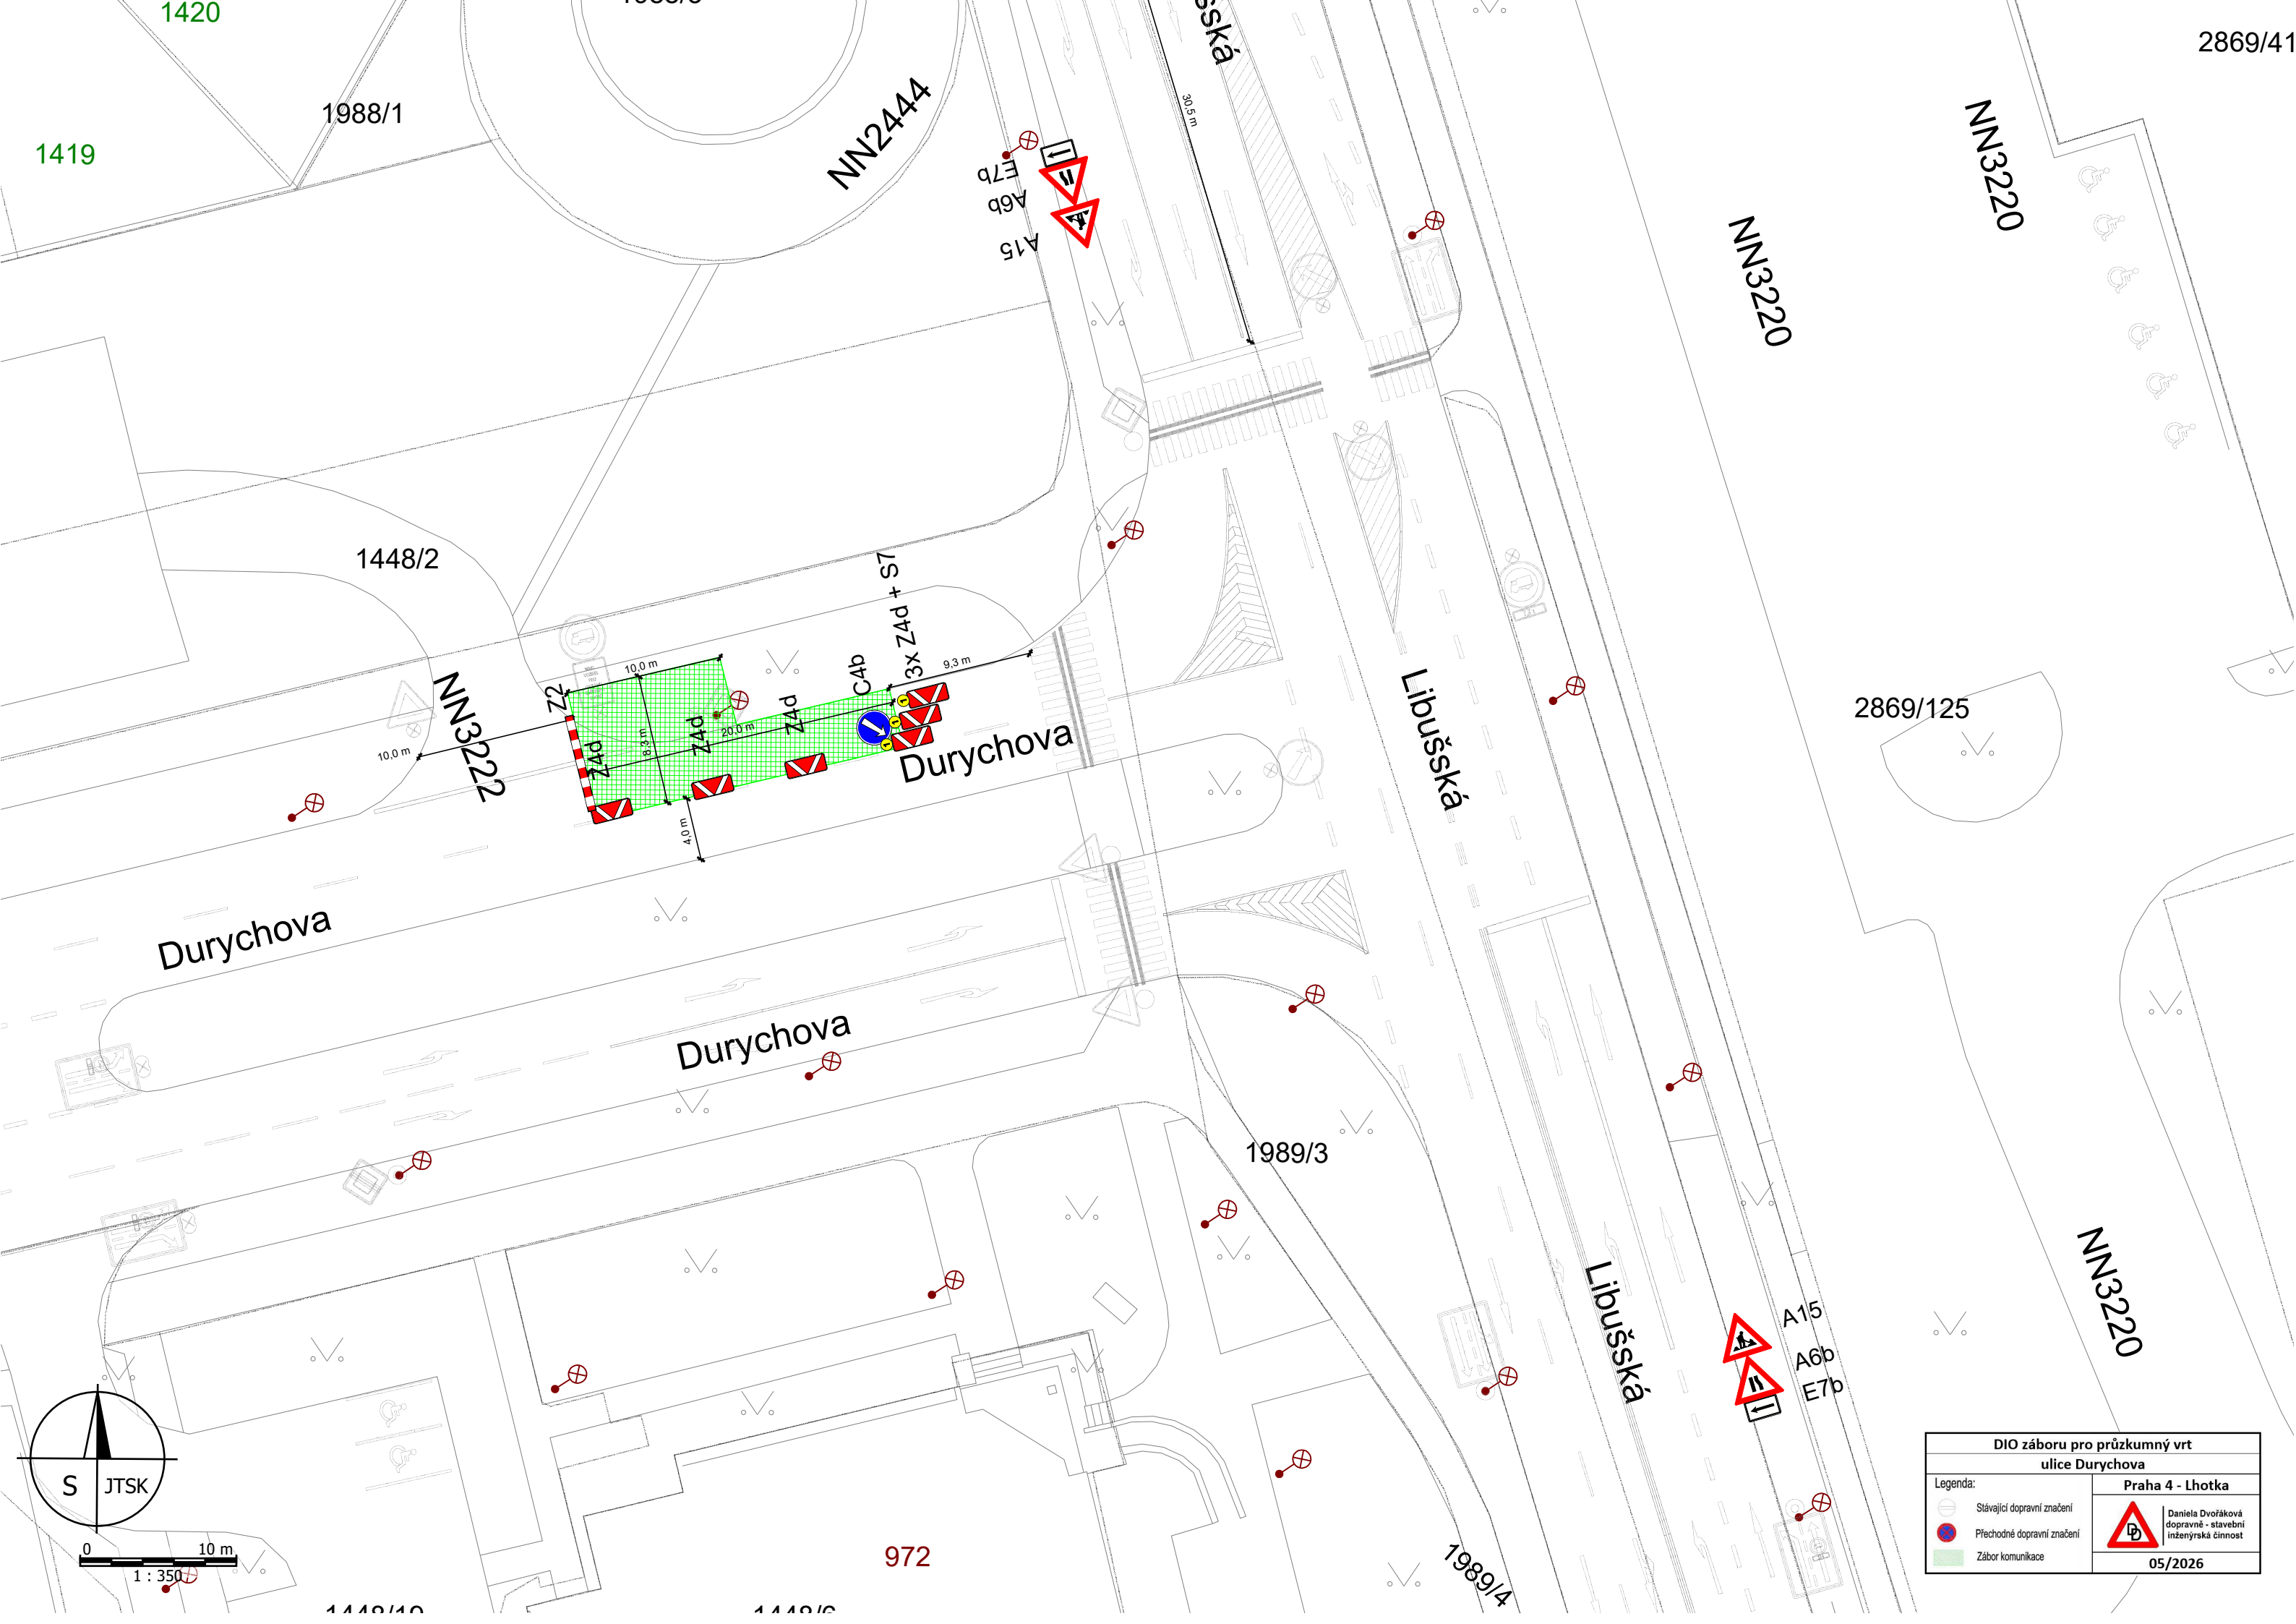 1420
2869/41
1988/1
1419
NN2444
30,5 m
NN3220
NN3220
E7b
A6b
A15
1448/2
3x Z4d + S7
C4b
10,0 m
9,3 m
Z2
Z4d
Z4d
20,0 m
8,3 m
Z4d
10,0 m
NN3222
Durychova
Libušská
2869/125
4,0 m
Durychova
Durychova
1989/3
NN3220
Libušská
A15
A6b
E7b
S JTSK
0 10 m
1 : 350
972
1989/4
DIO záboru pro průzkumný vrt
ulice Durychova
Legenda:
Stávající dopravní značení
Přechodné dopravní značení
Zábor komunikace
Praha 4 - Lhotka
Daniela Dvořáková
dopravně - stavební
inženýrská činnost
05/2026